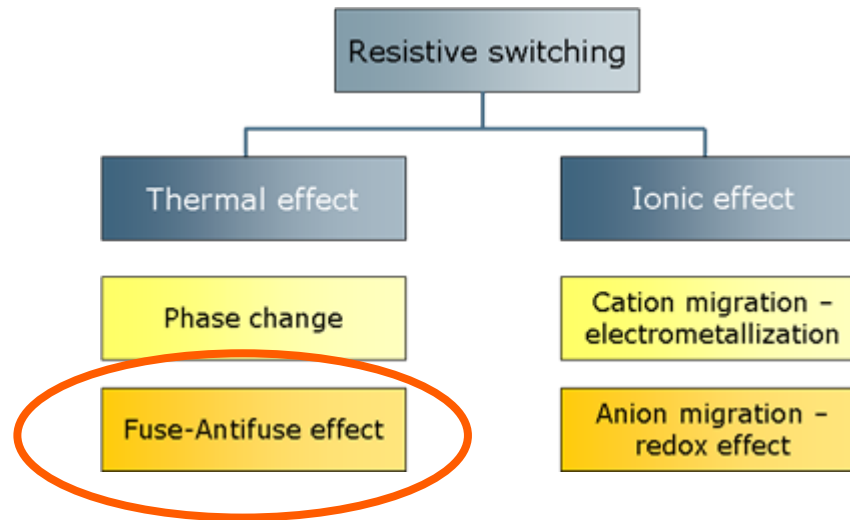 Resistive switching
Thermal effect
Ionic effect
Phase change
Cation migration –
electrometallization
Fuse-Antifuse effect
Anion migration –
redox effect